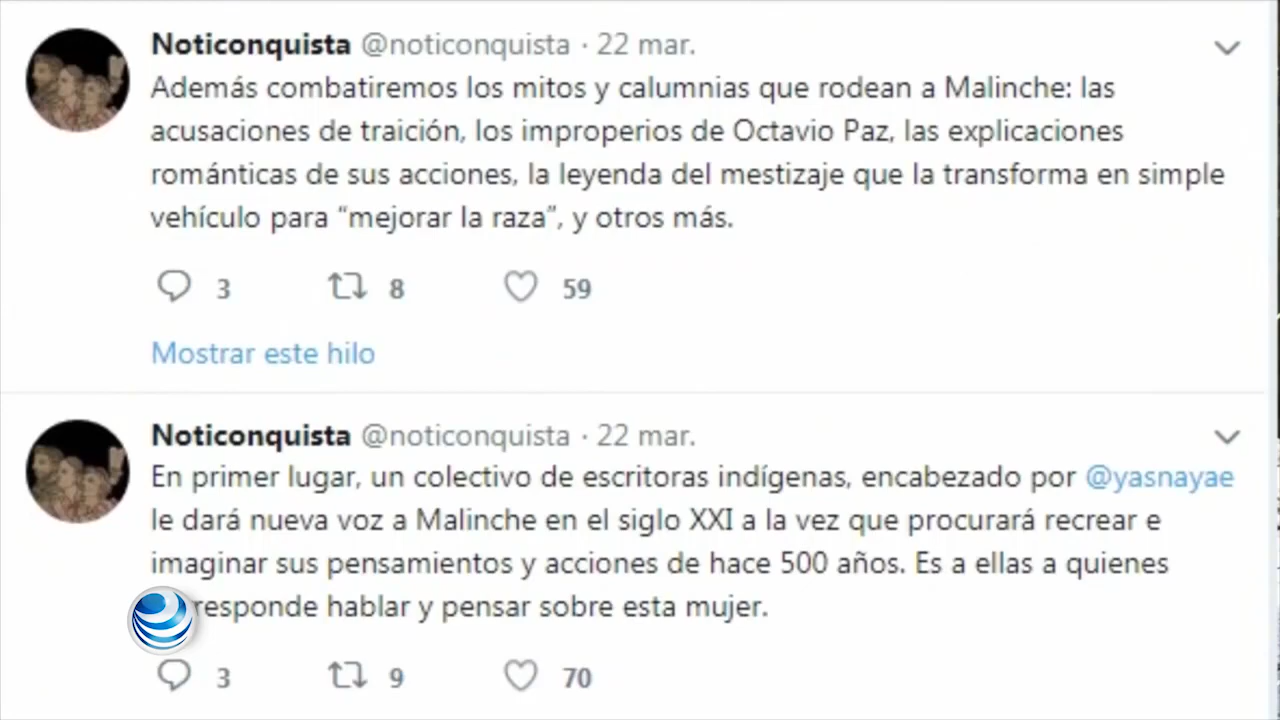 Noticonquista @noticonquista · 22 mar.
Además combatiremos los mitos y calumnias que rodean a Malinche: las
acusaciones de traición, los improperios de Octavio Paz, las explicaciones
románticas de sus acciones, la leyenda del mestizaje que la transforma en simple
vehículo para “mejorar la raza”, y otros más.
3 8 59
Mostrar este hilo
Noticonquista @noticonquista · 22 mar.
En primer lugar, un colectivo de escritoras indígenas, encabezado por @yasnayae
le dará nueva voz a Malinche en el siglo XXI a la vez que procurará recrear e
imaginar sus pensamientos y acciones de hace 500 años. Es a ellas a quienes
hablar y pensar sobre esta mujer.
3 9 70